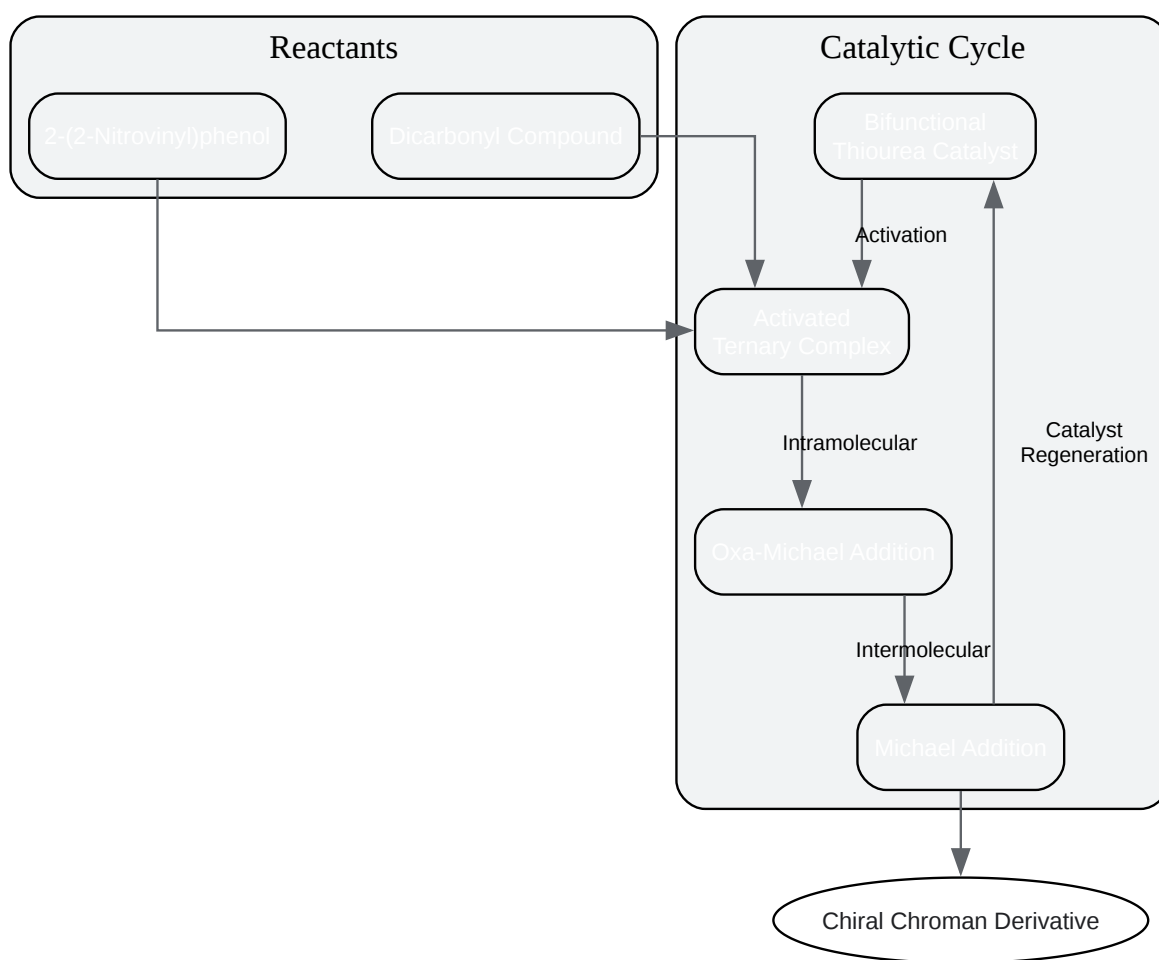 Reactants
2-(2-Nitrovinyl)phenol
Dicarbonyl Compound
Catalytic Cycle
Bifunctional
Thiourea Catalyst
Activation
Activated
Ternary Complex
Intramolecular
Catalyst
Regeneration
Oxa-Michael Addition
Intermolecular
Michael Addition
Chiral Chroman Derivative